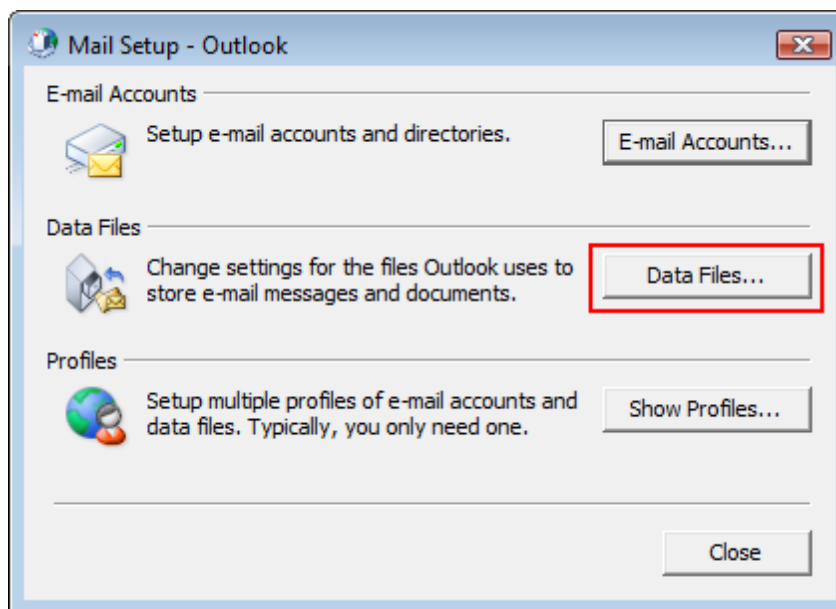 Mail Setup - Outlook
E-mail Accounts
Setup e-mail accounts and directories.
E-mail Accounts...
Data Files
Change settings for the files Outlook uses to
store e-mail messages and documents.
Data Files...
Profiles
Setup multiple profiles of e-mail accounts and
data files. Typically, you only need one.
Show Profiles...
Close